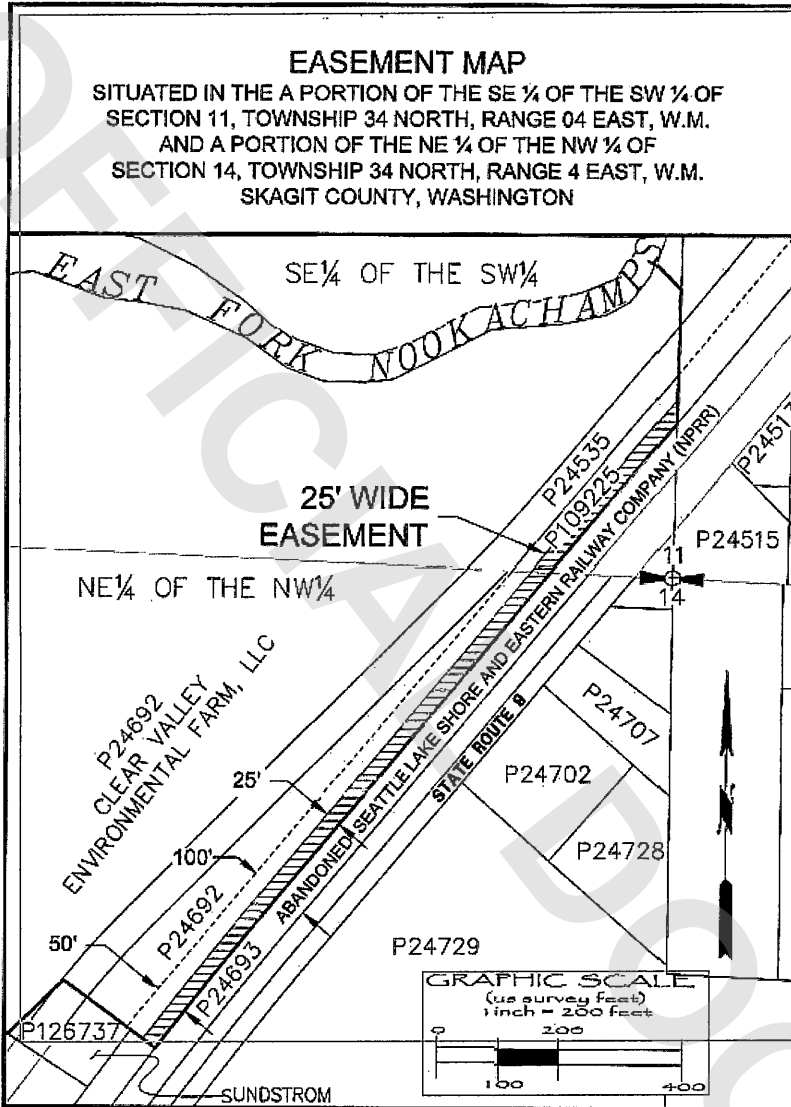 EASEMENT MAP
SITUATED IN THE A PORTION OF THE SE ¼ OF THE SW ¼ OF
SECTION 11, TOWNSHIP 34 NORTH, RANGE 04 EAST, W.M.
AND A PORTION OF THE NE ¼ OF THE NW ¼ OF
SECTION 14, TOWNSHIP 34 NORTH, RANGE 4 EAST, W.M.
SKAGIT COUNTY, WASHINGTON
SE¼ OF THE SW¼
EAST FORK NOOKACHAMPS
P24535
P24517
25' WIDE
EASEMENT
P109225
P24515
11
14
NE¼ OF THE NW¼
ABANDONED SEATTLE LAKE SHORE AND EASTERN RAILWAY COMPANY (NPRR)
STATE ROUTE 9
P24692
CLEAR VALLEY
ENVIRONMENTAL FARM, LLC
P24707
P24702
P24728
N
25'
100'
50'
P24692
P24693
P24729
P126737
SUNDSTROM
GRAPHIC SCALE
(us survey feet)
1 inch = 200 feet
0 200
100 400
OFFICIAL DOC